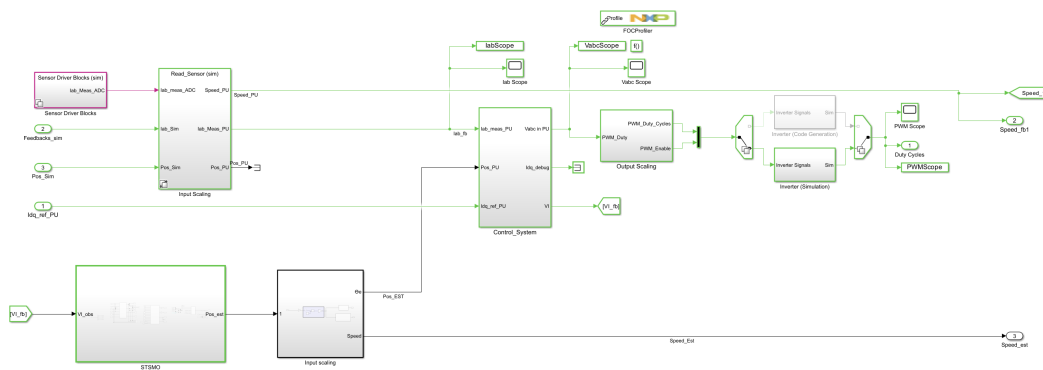 Profile
NXP
FOCProfiler
IabScope
Iab Scope
VabcScope
f()
Vabc Scope
Sensor Driver Blocks (sim)
Iab_Meas_ADC
Sensor Driver Blocks
2
Feedbacks_sim
3
Pos_Sim
1
Idq_ref_PU
Read_Sensor (sim)
Iab_meas_ADC
Speed_PU
Iab_Sim
Iab_Meas_PU
Pos_Sim
Pos_PU
Input Scaling
Speed_PU
Pos_PU
Iab_fb
Iab_meas_PU
Vabc in PU
Pos_PU
Idq_debug
Idq_ref_PU
VI
Control_System
[VI_fb]
PWM_Duty
PWM_Duty_Cycles
PWM_Enable
Output Scaling
Inverter Signals
Sim
Inverter (Code Generation)
Inverter Signals
Sim
Inverter (Simulation)
PWM Scope
1
Duty Cycles
PWMScope
Speed_
2
Speed_fb1
[VI_fb]
VI_obs
Pos_est
STSMO
1
Speed
Input scaling
Pos_EST
Speed_Est
3
Speed_est